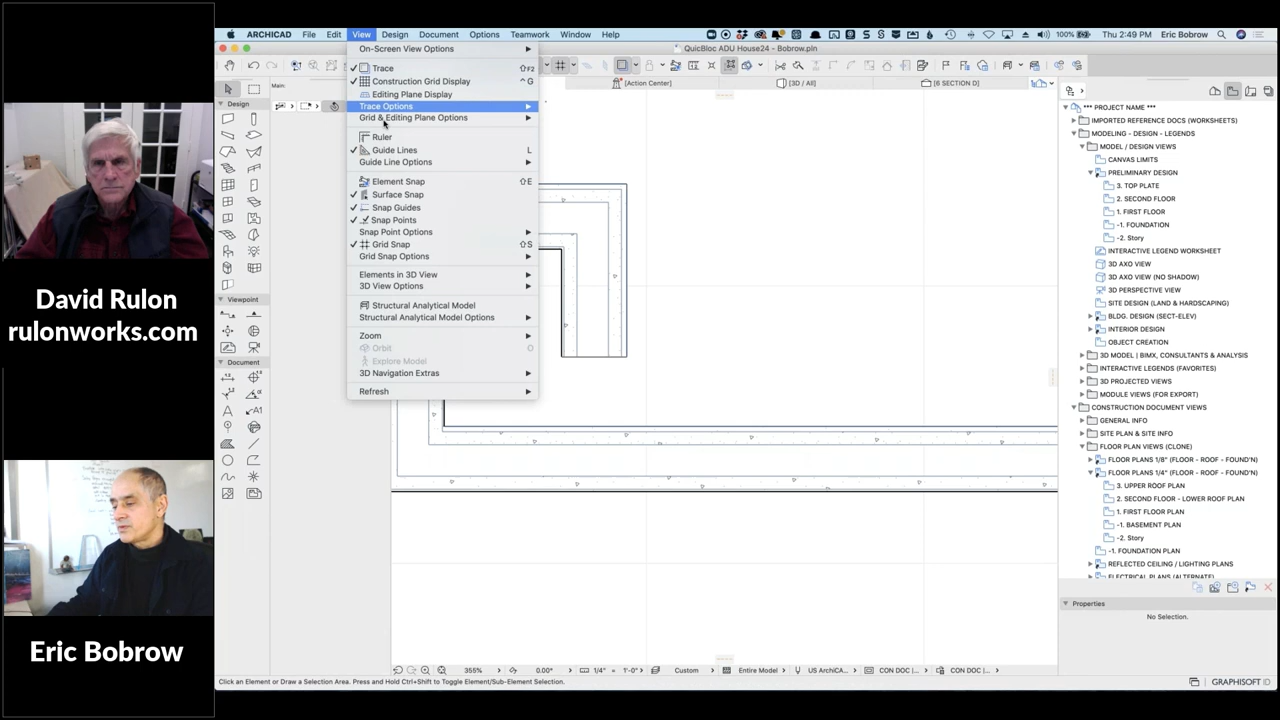 ARCHICAD File Edit View Design Document Options Teamwork Window Help 100% Thu 2:49 PM Eric Bobrow
QuicBloc ADU House24 - Bobrow.pln
On-Screen View Options
Trace ⇧F2
Construction Grid Display ^G
Editing Plane Display
Trace Options
Grid & Editing Plane Options
Ruler
Guide Lines L
Guide Line Options
Element Snap ⇧E
Surface Snap
Snap Guides
Snap Points
Snap Point Options
Grid Snap ⇧S
Grid Snap Options
Elements in 3D View
3D View Options
Structural Analytical Model
Structural Analytical Model Options
Zoom
Orbit O
Explore Model
3D Navigation Extras
Refresh
Main:
Design
Viewpoint
Document
[Action Center]
[3D / All]
[6 SECTION D]
*** PROJECT NAME ***
IMPORTED REFERENCE DOCS (WORKSHEETS)
MODELING - DESIGN - LEGENDS
MODEL / DESIGN VIEWS
CANVAS LIMITS
PRELIMINARY DESIGN
3. TOP PLATE
2. SECOND FLOOR
1. FIRST FLOOR
-1. FOUNDATION
-2. Story
INTERACTIVE LEGEND WORKSHEET
3D AXO VIEW
3D AXO VIEW (NO SHADOW)
3D PERSPECTIVE VIEW
SITE DESIGN (LAND & HARDSCAPING)
BLDG. DESIGN (SECT-ELEV)
INTERIOR DESIGN
OBJECT CREATION
3D MODEL | BIMX, CONSULTANTS & ANALYSIS
INTERACTIVE LEGENDS (FAVORITES)
3D PROJECTED VIEWS
MODULE VIEWS (FOR EXPORT)
CONSTRUCTION DOCUMENT VIEWS
GENERAL INFO
SITE PLAN & SITE INFO
FLOOR PLAN VIEWS (CLONE)
FLOOR PLANS 1/8" (FLOOR - ROOF - FOUND'N)
FLOOR PLANS 1/4" (FLOOR - ROOF - FOUND'N)
3. UPPER ROOF PLAN
2. SECOND FLOOR - LOWER ROOF PLAN
1. FIRST FLOOR PLAN
-1. BASEMENT PLAN
-2. Story
-1. FOUNDATION PLAN
REFLECTED CEILING / LIGHTING PLANS
ELECTRICAL PLANS (ALTERNATE)
Properties
No Selection.
355% 0.00° 1/4" = 1'-0" Custom Entire Model US ArchiCA... CON DOC |... CON DOC |...
Click an Element or Draw a Selection Area. Press and Hold Ctrl+Shift to Toggle Element/Sub-Element Selection.
GRAPHISOFT ID
David Rulon
rulonworks.com
Eric Bobrow